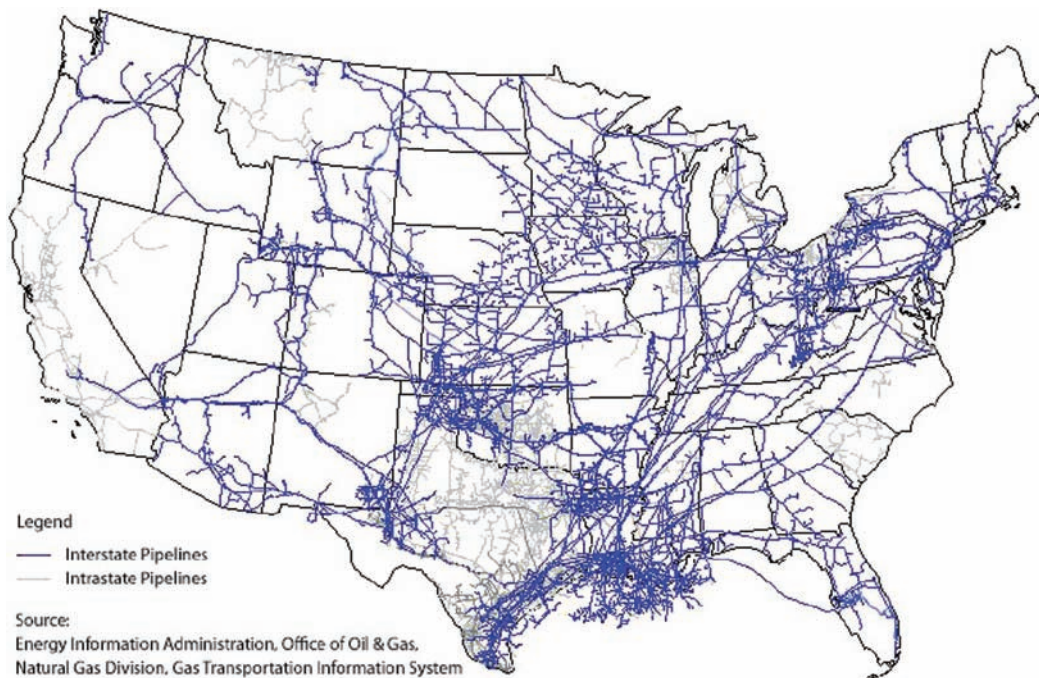 Legend
Interstate Pipelines
Intrastate Pipelines
Source:
Energy Information Administration, Office of Oil & Gas,
Natural Gas Division, Gas Transportation Information System